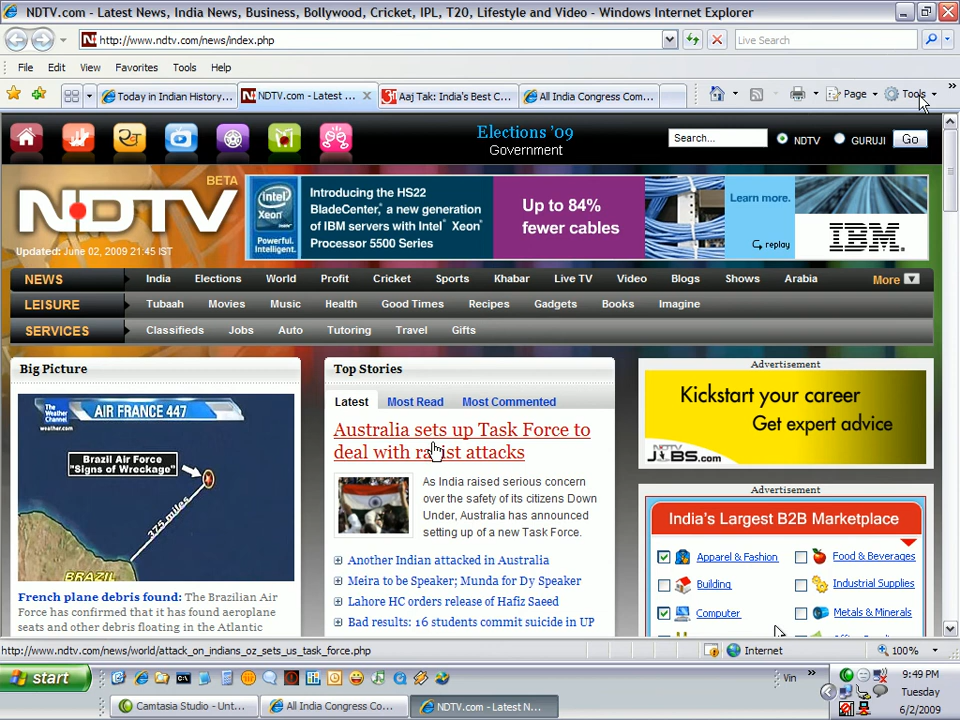 NDTV.com - Latest News, India News, Business, Bollywood, Cricket, IPL, T20, Lifestyle and Video - Windows Internet Explorer
http://www.ndtv.com/news/index.php
Live Search
File Edit View Favorites Tools Help
Today in Indian History...
NDTV.com - Latest ...
Aaj Tak: India's Best C...
All India Congress Com...
Page
Tools
Elections '09
Government
Search...
NDTV
GURUJI
Go
BETA
NDTV
Updated: June 02, 2009 21:45 IST
intel
Xeon
Powerful.
Intelligent.
Introducing the HS22
BladeCenter, a new generation
of IBM servers with Intel® Xeon
Processor 5500 Series
Up to 84%
fewer cables
Learn more.
replay
IBM.
NEWS India Elections World Profit Cricket Sports Khabar Live TV Video Blogs Shows Arabia More
LEISURE Tubaah Movies Music Health Good Times Recipes Gadgets Books Imagine
SERVICES Classifieds Jobs Auto Tutoring Travel Gifts
Big Picture
The Weather Channel
weather.com
AIR FRANCE 447
Brazil Air Force
"Signs of Wreckage"
375 miles
BRAZIL
French plane debris found: The Brazilian Air
Force has confirmed that it has found aeroplane
seats and other debris floating in the Atlantic
Top Stories
Latest Most Read Most Commented
Australia sets up Task Force to
deal with racist attacks
As India raised serious concern
over the safety of its citizens Down
Under, Australia has announced
setting up of a new Task Force.
Another Indian attacked in Australia
Meira to be Speaker; Munda for Dy Speaker
Lahore HC orders release of Hafiz Saeed
Bad results: 16 students commit suicide in UP
Advertisement
Kickstart your career
Get expert advice
NDTV
JOBS.com
Advertisement
India's Largest B2B Marketplace
Apparel & Fashion Food & Beverages
Building Industrial Supplies
Computer Metals & Minerals
http://www.ndtv.com/news/world/attack_on_indians_oz_sets_us_task_force.php
Internet
100%
start
Vin
Camtasia Studio - Unt...
All India Congress Co...
NDTV.com - Latest N...
9:49 PM
Tuesday
6/2/2009